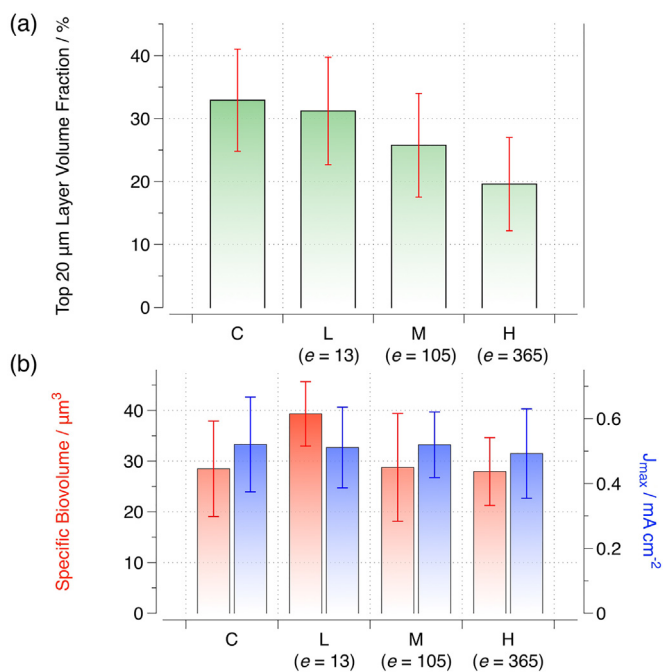 (a)
Top 20 µm Layer Volume Fraction / %
40
30
20
10
0
C
L
M
H
(e = 13)
(e = 105)
(e = 365)
(b)
Specific Biovolume / µm³
40
30
20
10
0
0.6
0.4
0.2
0
J_max / mA cm⁻²
C
L
M
H
(e = 13)
(e = 105)
(e = 365)